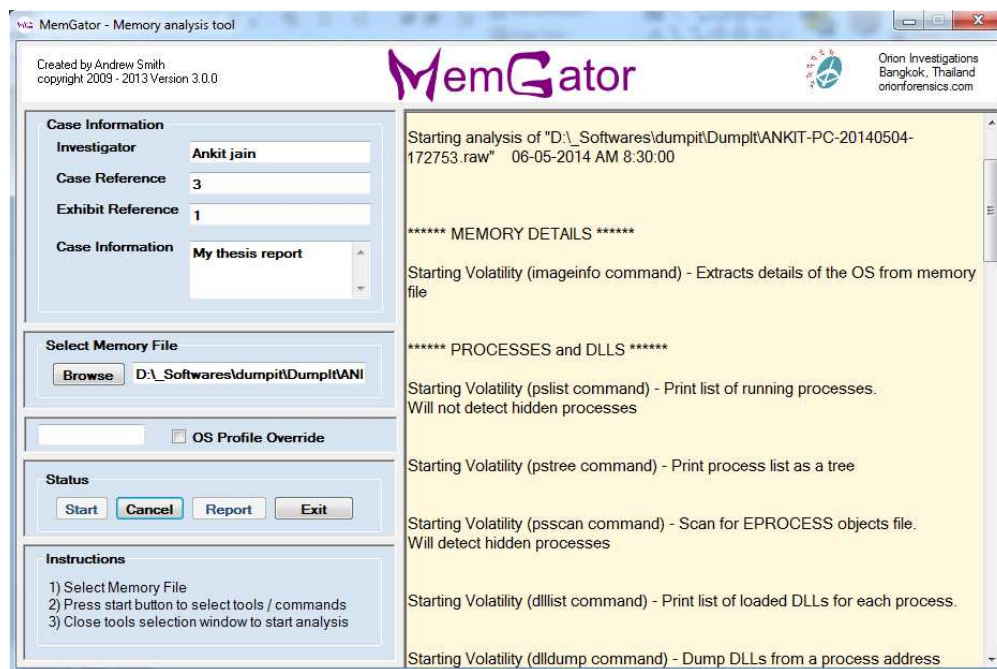 MemGator - Memory analysis tool
Created by Andrew Smith
copyright 2009 - 2013 Version 3.0.0
MemGator
Orion Investigations
Bangkok, Thailand
orionforensics.com
Case Information
Investigator
Ankit jain
Case Reference
3
Exhibit Reference
1
Case Information
My thesis report
Select Memory File
Browse
D:\_Softwares\dumpit\DumpIt\ANI
OS Profile Override
Status
Start
Cancel
Report
Exit
Instructions
1) Select Memory File
2) Press start button to select tools / commands
3) Close tools selection window to start analysis
Starting analysis of "D:\_Softwares\dumpit\DumpIt\ANKIT-PC-20140504-
172753.raw" 06-05-2014 AM 8:30:00
****** MEMORY DETAILS ******
Starting Volatility (imageinfo command) - Extracts details of the OS from memory
file
****** PROCESSES and DLLS ******
Starting Volatility (pslist command) - Print list of running processes.
Will not detect hidden processes
Starting Volatility (pstree command) - Print process list as a tree
Starting Volatility (psscan command) - Scan for EPROCESS objects file.
Will detect hidden processes
Starting Volatility (dlllist command) - Print list of loaded DLLs for each process.
Starting Volatility (dlldump command) - Dump DLLs from a process address